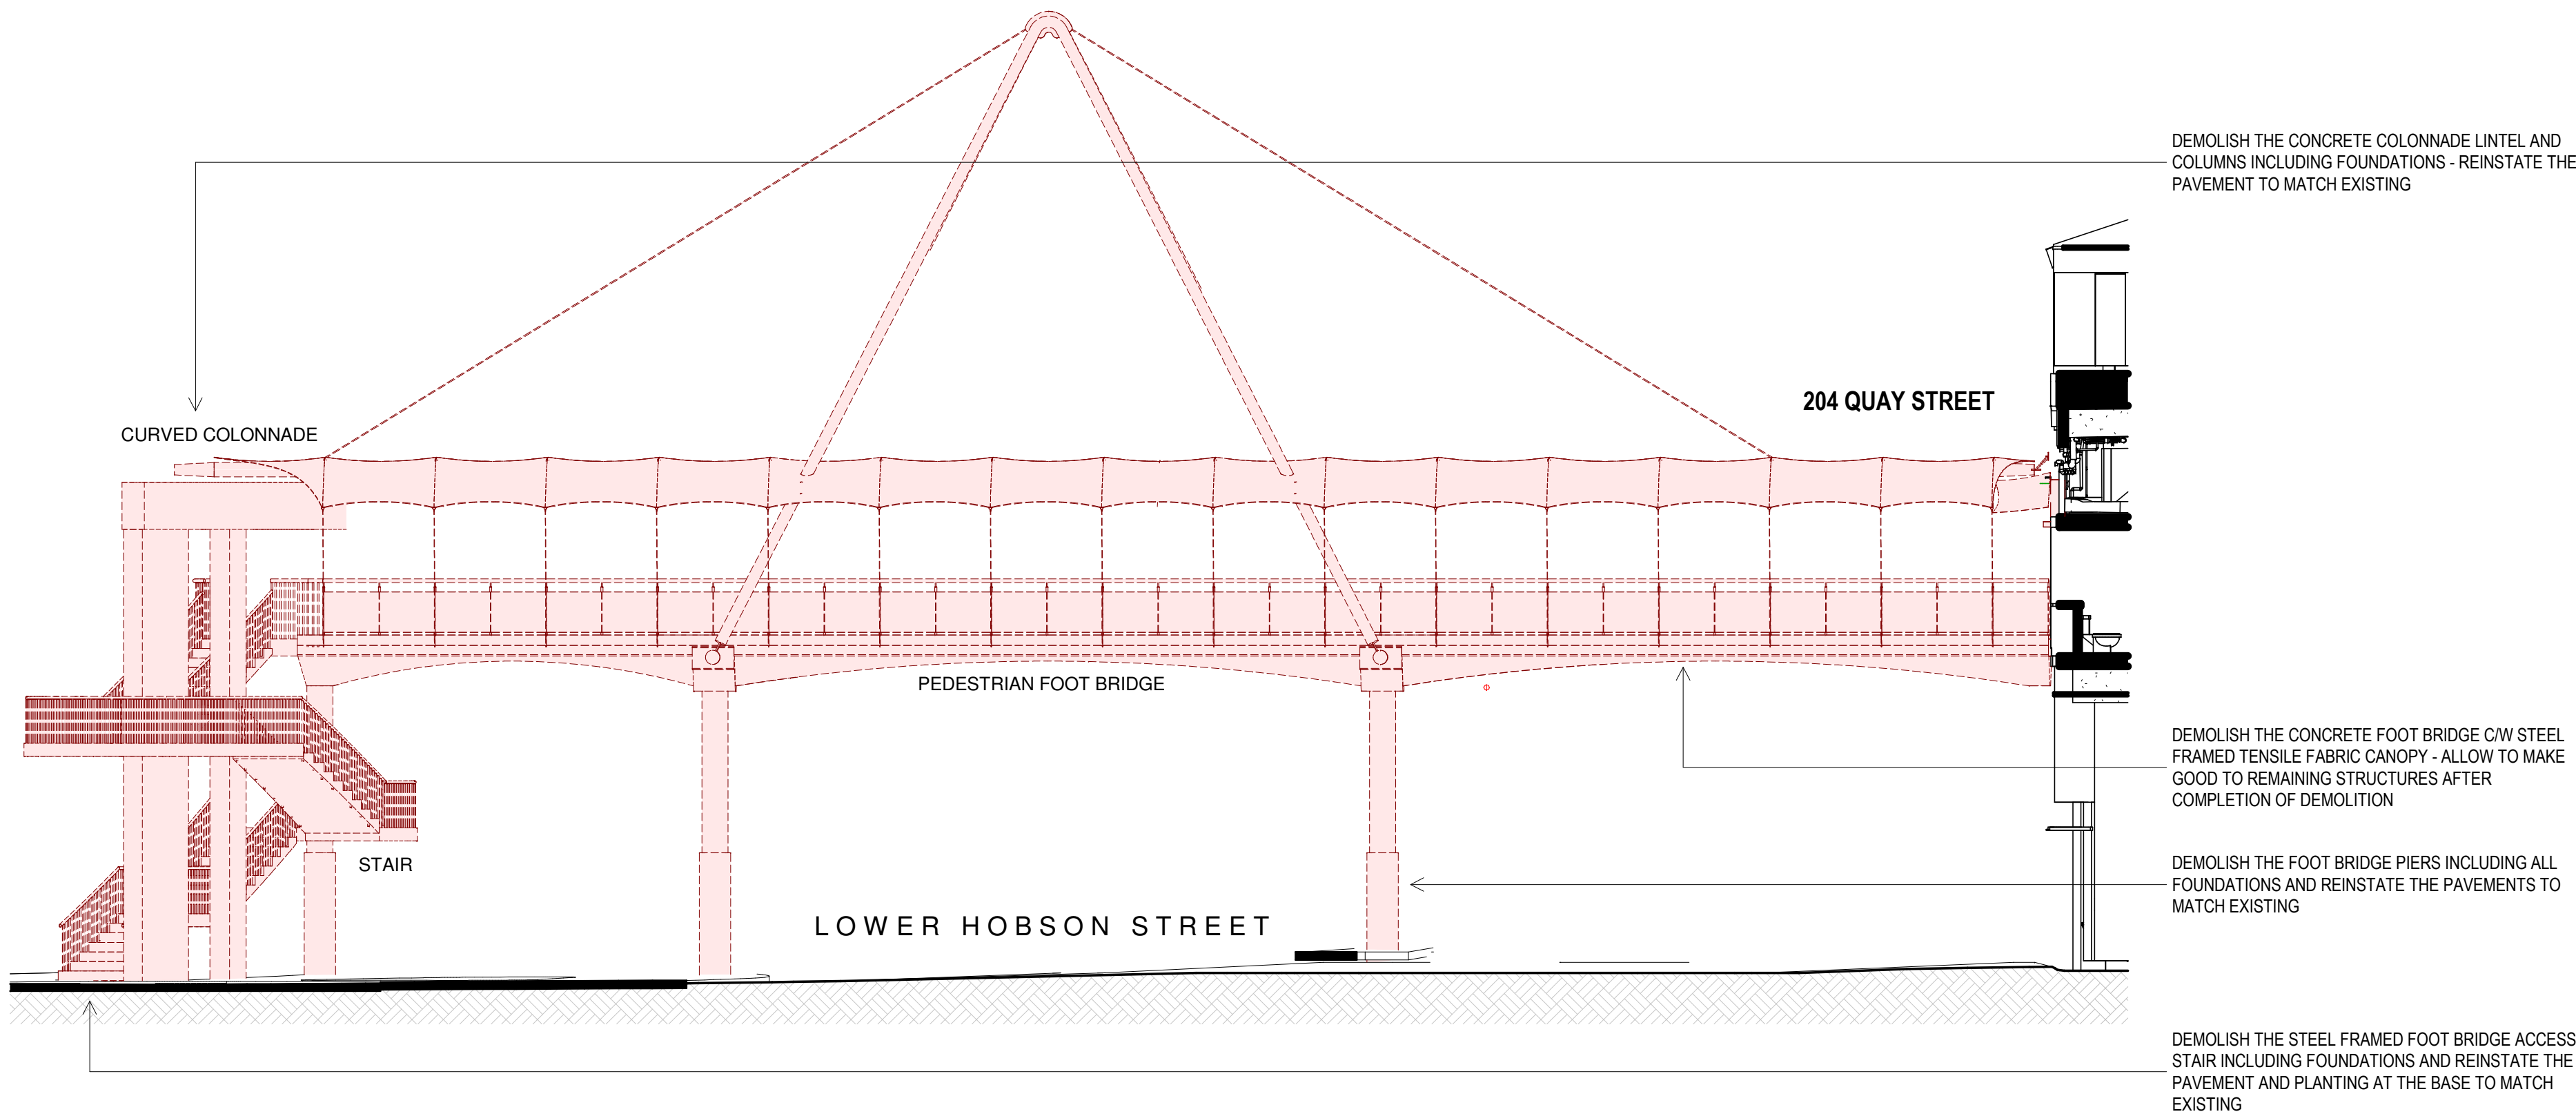 DEMOLISH THE CONCRETE COLONNADE LINTEL AND
COLUMNS INCLUDING FOUNDATIONS - REINSTATE THE
PAVEMENT TO MATCH EXISTING
204 QUAY STREET
CURVED COLONNADE
PEDESTRIAN FOOT BRIDGE
DEMOLISH THE CONCRETE FOOT BRIDGE C/W STEEL
FRAMED TENSILE FABRIC CANOPY - ALLOW TO MAKE
GOOD TO REMAINING STRUCTURES AFTER
COMPLETION OF DEMOLITION
STAIR
DEMOLISH THE FOOT BRIDGE PIERS INCLUDING ALL
FOUNDATIONS AND REINSTATE THE PAVEMENTS TO
MATCH EXISTING
LOWER HOBSON STREET
DEMOLISH THE STEEL FRAMED FOOT BRIDGE ACCESS
STAIR INCLUDING FOUNDATIONS AND REINSTATE THE
PAVEMENT AND PLANTING AT THE BASE TO MATCH
EXISTING